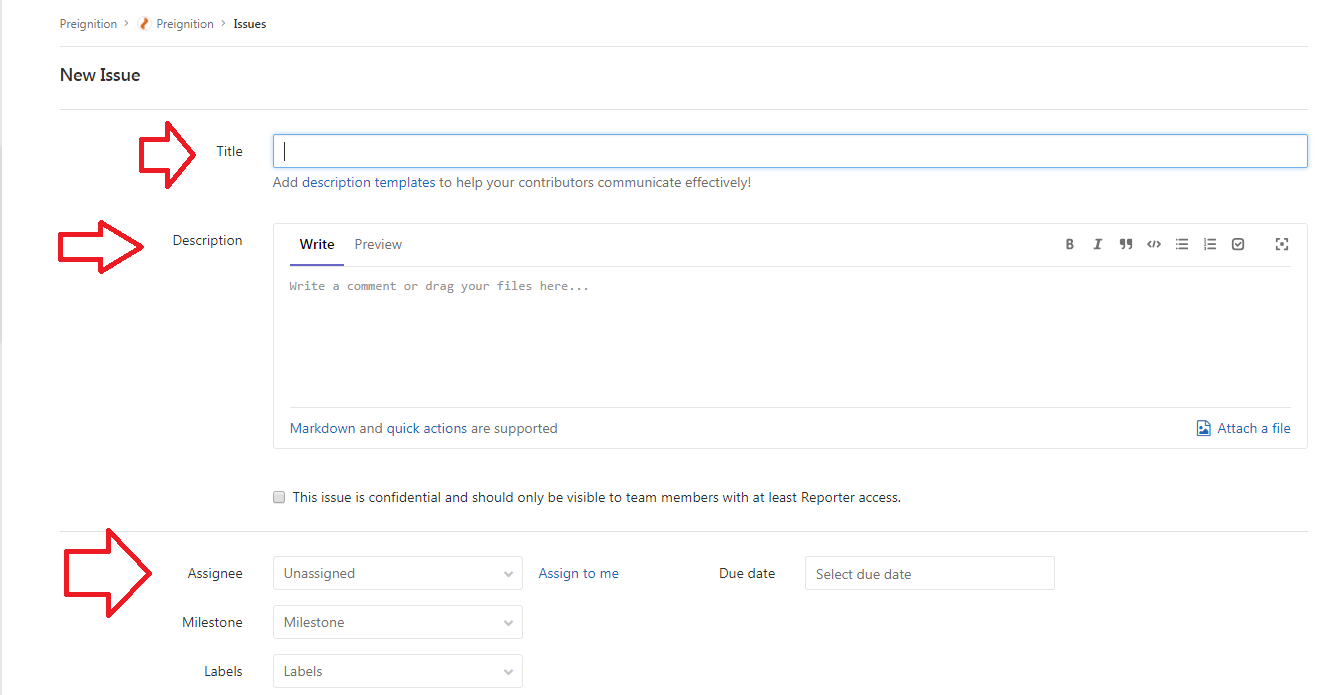 Preignition > Preignition > Issues
New Issue
Title
Add description templates to help your contributors communicate effectively!
Description Write Preview
Write a comment or drag your files here...
Markdown and quick actions are supported Attach a file
This issue is confidential and should only be visible to team members with at least Reporter access.
Assignee Unassigned Assign to me Due date Select due date
Milestone Milestone
Labels Labels